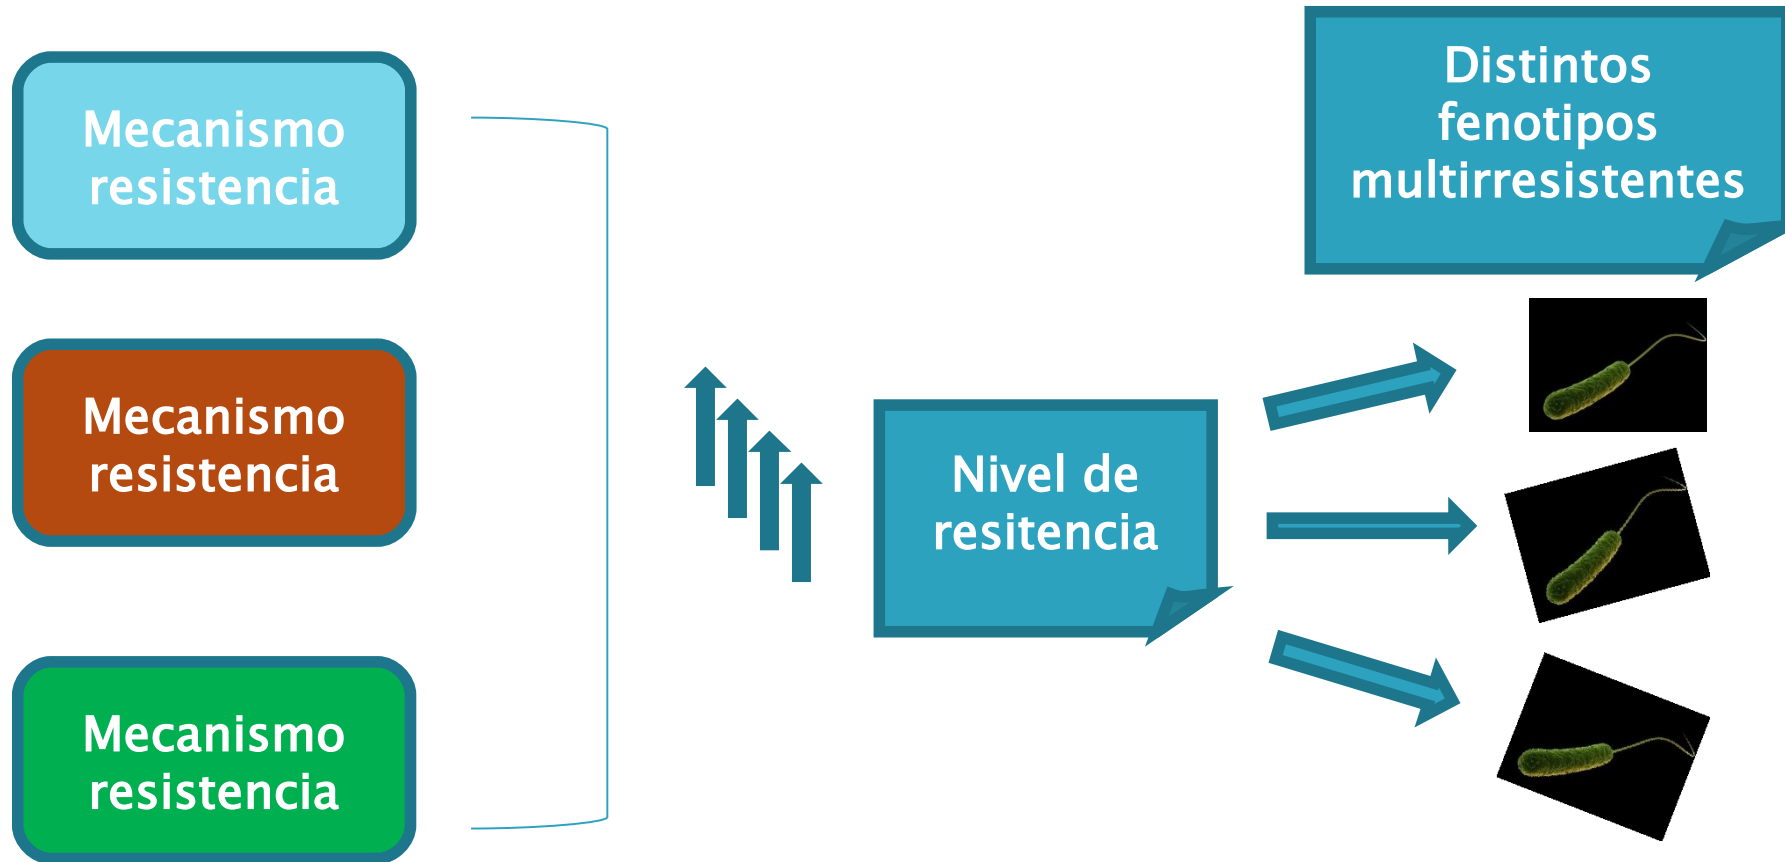 Mecanismo
resistencia
Mecanismo
resistencia
Mecanismo
resistencia
Nivel de
resitencia
Distintos
fenotipos
multirresistentes